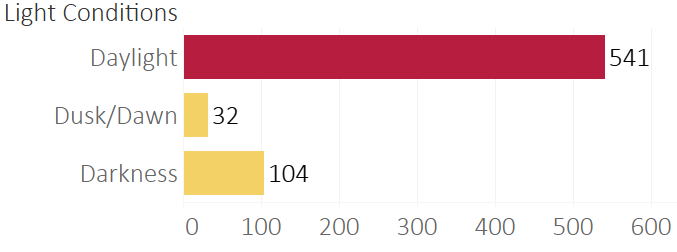 Light Conditions
Daylight 541
Dusk/Dawn 32
Darkness 104
0 100 200 300 400 500 600